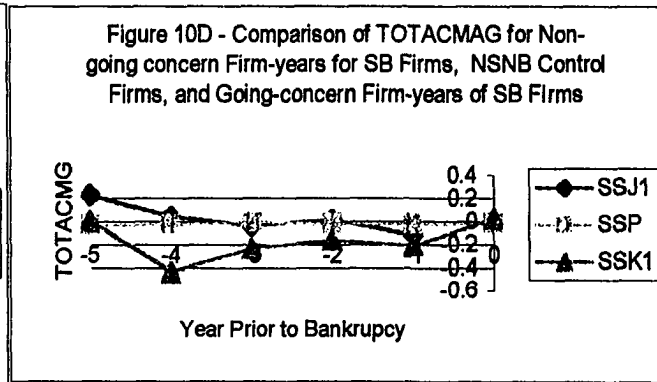 Figure 10D - Comparison of TOTACMAG for Non-
going concern Firm-years for SB Firms, NSNB Control
Firms, and Going-concern Firm-years of SB FIrms
TOTACMG
0.4
0.2
0
-0.2
-0.4
-0.6
-5 -4 -2 0
Year Prior to Bankrupcy
SSJ1
SSP
SSK1